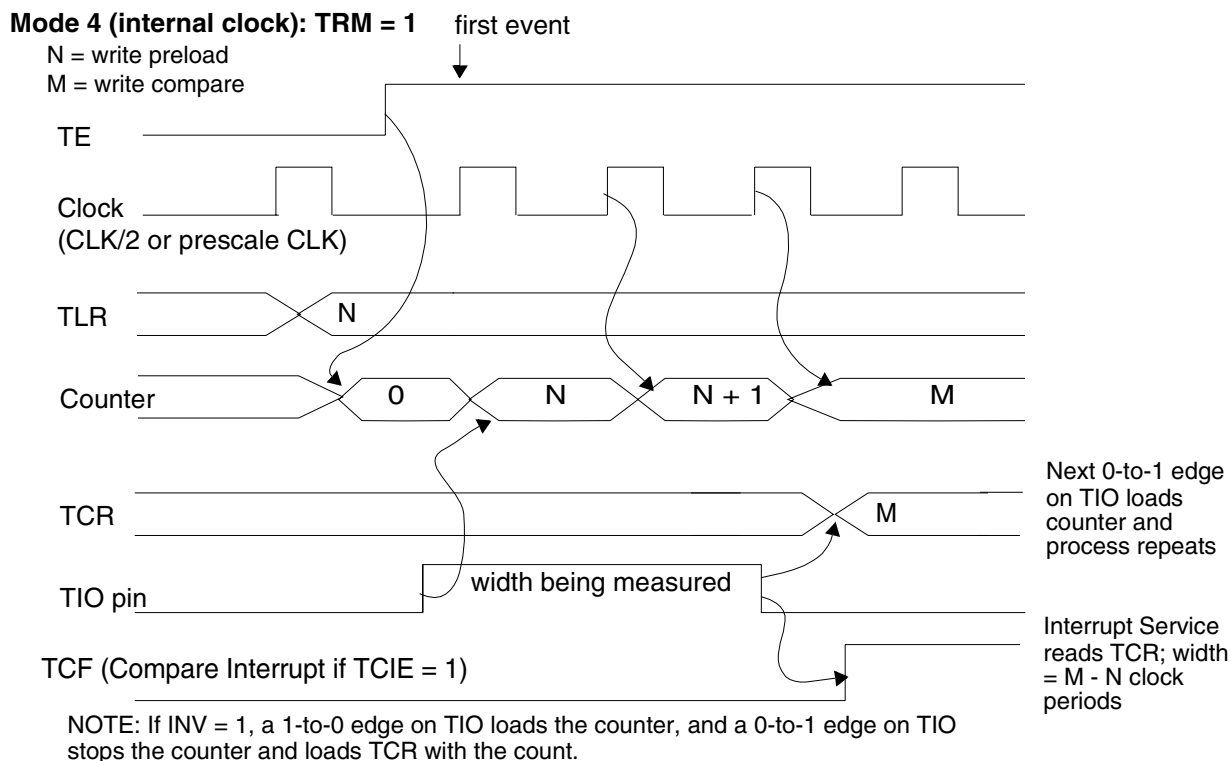 Mode 4 (internal clock): TRM = 1
first event
N = write preload
M = write compare
TE
Clock
(CLK/2 or prescale CLK)
TLR
N
Counter
0
N
N + 1
M
TCR
M
Next 0-to-1 edge
on TIO loads
counter and
process repeats
TIO pin
width being measured
TCF (Compare Interrupt if TCIE = 1)
Interrupt Service
reads TCR; width
= M - N clock
periods
NOTE: If INV = 1, a 1-to-0 edge on TIO loads the counter, and a 0-to-1 edge on TIO
stops the counter and loads TCR with the count.